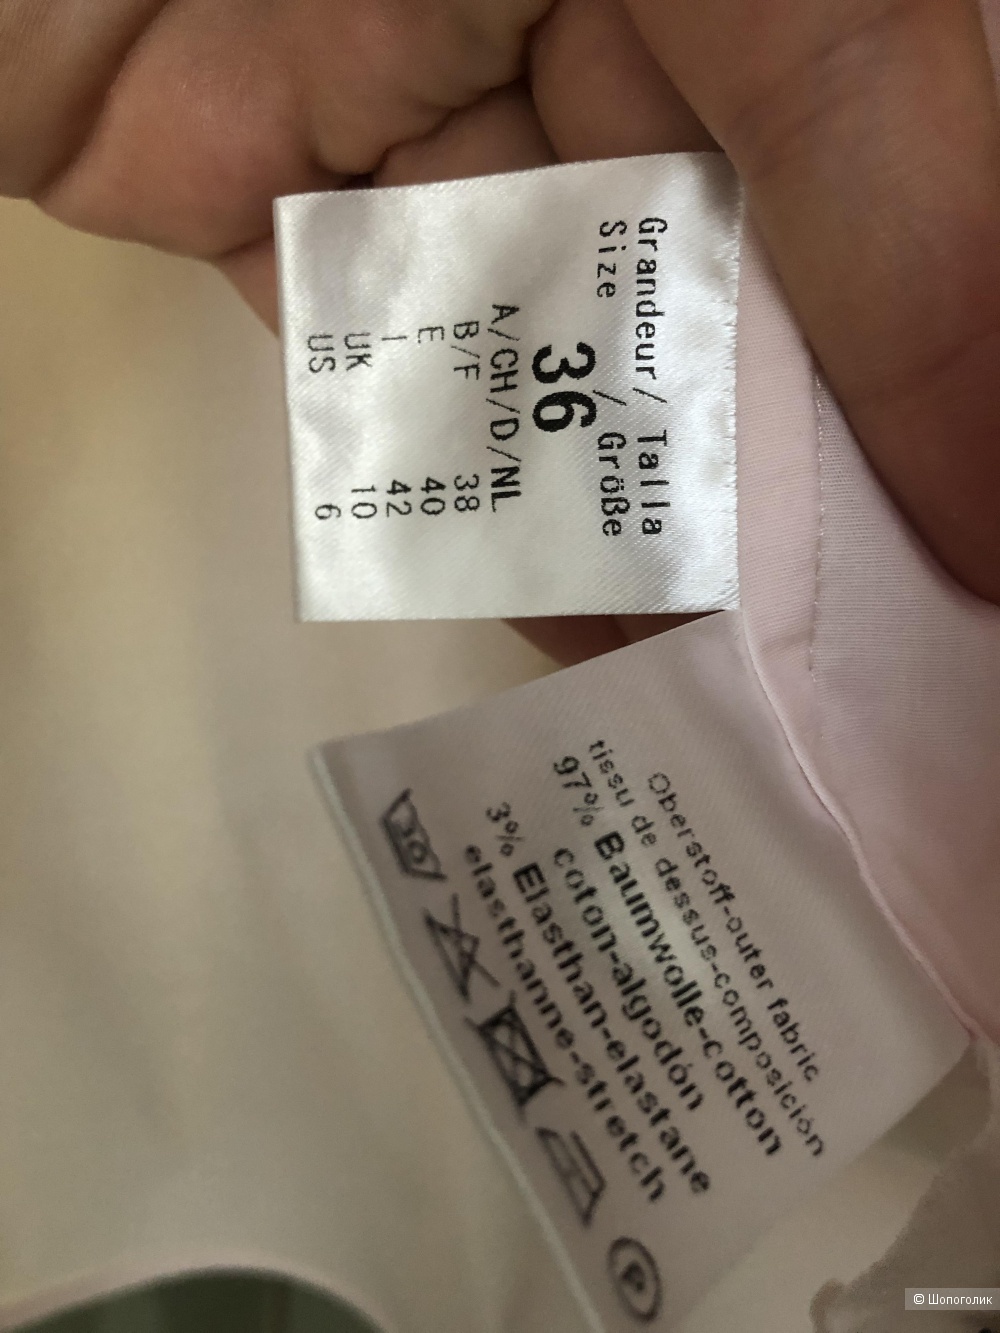 Grandeur/ Talla
Size / Größe
36
A/CH/D/NL
B/F 38
E 40
I 42
UK 10
US 6
Oberstoff-outer fabric
tissu de dessus-composición
97% Baumwolle-cotton
coton-algodón
3% Elasthan-elastane
elasthanne-stretch
30
P
© Шопоголик